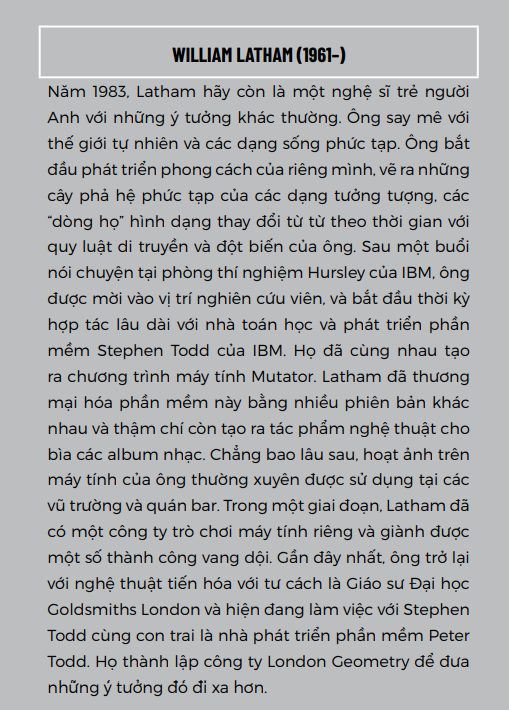 WILLIAM LATHAM (1961–)
Năm 1983, Latham hãy còn là một nghệ sĩ trẻ người
Anh với những ý tưởng khác thường. Ông say mê với
thế giới tự nhiên và các dạng sống phức tạp. Ông bắt
đầu phát triển phong cách của riêng mình, vẽ ra những
cây phả hệ phức tạp của các dạng tưởng tượng, các
“dòng họ” hình dạng thay đổi từ từ theo thời gian với
quy luật di truyền và đột biến của ông. Sau một buổi
nói chuyện tại phòng thí nghiệm Hursley của IBM, ông
được mời vào vị trí nghiên cứu viên, và bắt đầu thời kỳ
hợp tác lâu dài với nhà toán học và phát triển phần
mềm Stephen Todd của IBM. Họ đã cùng nhau tạo
ra chương trình máy tính Mutator. Latham đã thương
mại hóa phần mềm này bằng nhiều phiên bản khác
nhau và thậm chí còn tạo ra tác phẩm nghệ thuật cho
bìa các album nhạc. Chẳng bao lâu sau, hoạt ảnh trên
máy tính của ông thường xuyên được sử dụng tại các
vũ trường và quán bar. Trong một giai đoạn, Latham đã
có một công ty trò chơi máy tính riêng và giành được
một số thành công vang dội. Gần đây nhất, ông trở lại
với nghệ thuật tiến hóa với tư cách là Giáo sư Đại học
Goldsmiths London và hiện đang làm việc với Stephen
Todd cùng con trai là nhà phát triển phần mềm Peter
Todd. Họ thành lập công ty London Geometry để đưa
những ý tưởng đó đi xa hơn.